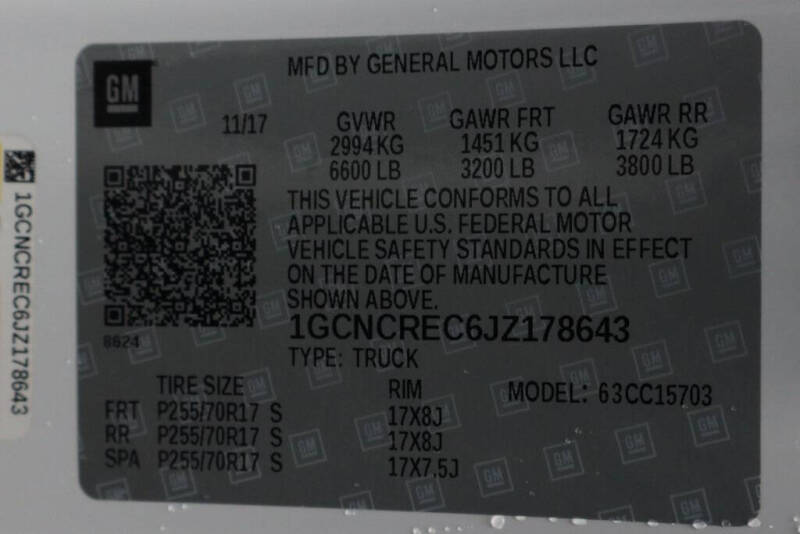 GM
MFD BY GENERAL MOTORS LLC
11/17
GVWR GAWR FRT GAWR RR
2994 KG 1451 KG 1724 KG
6600 LB 3200 LB 3800 LB
THIS VEHICLE CONFORMS TO ALL
APPLICABLE U.S. FEDERAL MOTOR
VEHICLE SAFETY STANDARDS IN EFFECT
ON THE DATE OF MANUFACTURE
SHOWN ABOVE.
8624
1GCNCREC6JZ178643
TYPE: TRUCK
TIRE SIZE RIM MODEL: 63CC15703
FRT P255/70R17 S 17X8J
RR P255/70R17 S 17X8J
SPA P255/70R17 S 17X7.5J
1GCNCREC6JZ178643